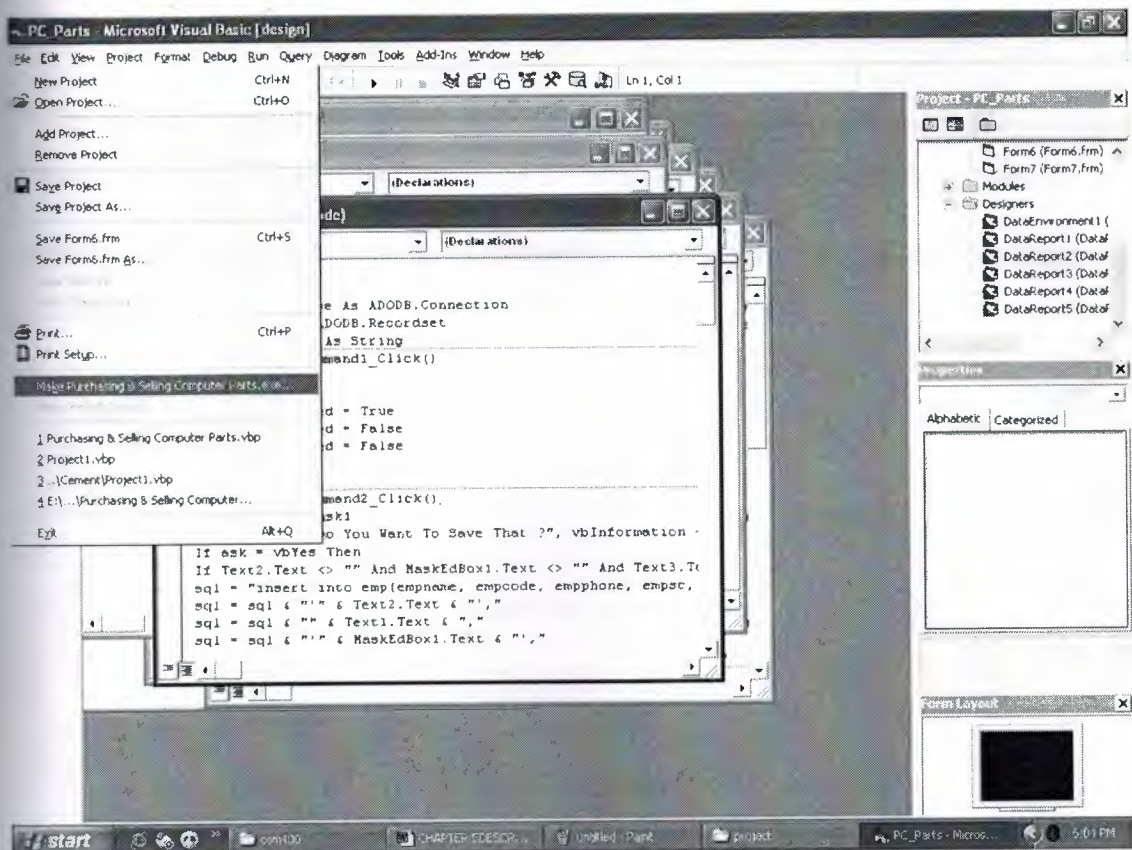 PC_Parts - Microsoft Visual Basic [design]
File Edit View Project Format Debug Run Query Diagram Tools Add-Ins Window Help
New Project Ctrl+N
Open Project... Ctrl+O
Add Project...
Remove Project
Save Project
Save Project As...
Save Form6.frm Ctrl+S
Save Form6.frm As...
Print... Ctrl+P
Print Setup...
Make Purchasing & Selling Computer Parts.exe...
1 Purchasing & Selling Computer Parts.vbp
2 Project1.vbp
3 ...\Cement\Project1.vbp
4 E:\...\Purchasing & Selling Computer...
Exit Alt+Q
Ln 1, Col 1
(Declarations)
(Declarations)
e As ADODB.Connection
ADODB.Recordset
As String
mmand1_Click()
d = True
d = False
d = False
mmand2_Click()
ask1
o You Want To Save That ?", vbInformation
If ask = vbYes Then
If Text2.Text <> "" And MaskEdBox1.Text <> "" And Text3.Te
sql = "insert into emp(empname, empcode, empphone, empsc,
sql = sql & "'" & Text2.Text & "',"
sql = sql & "" & Text1.Text & ","
sql = sql & "'" & MaskEdBox1.Text & "',"
Project - PC_Parts
Form6 (Form6.frm)
Form7 (Form7.frm)
Modules
Designers
DataEnvironment1 (
DataReport1 (DataF
DataReport2 (DataF
DataReport3 (DataF
DataReport4 (DataF
DataReport5 (DataF
Properties
Alphabetic Categorized
Form Layout
start
com400
CHAPTER 5DESCR...
untitled - Paint
project
PC_Parts - Micros...
5:01 PM